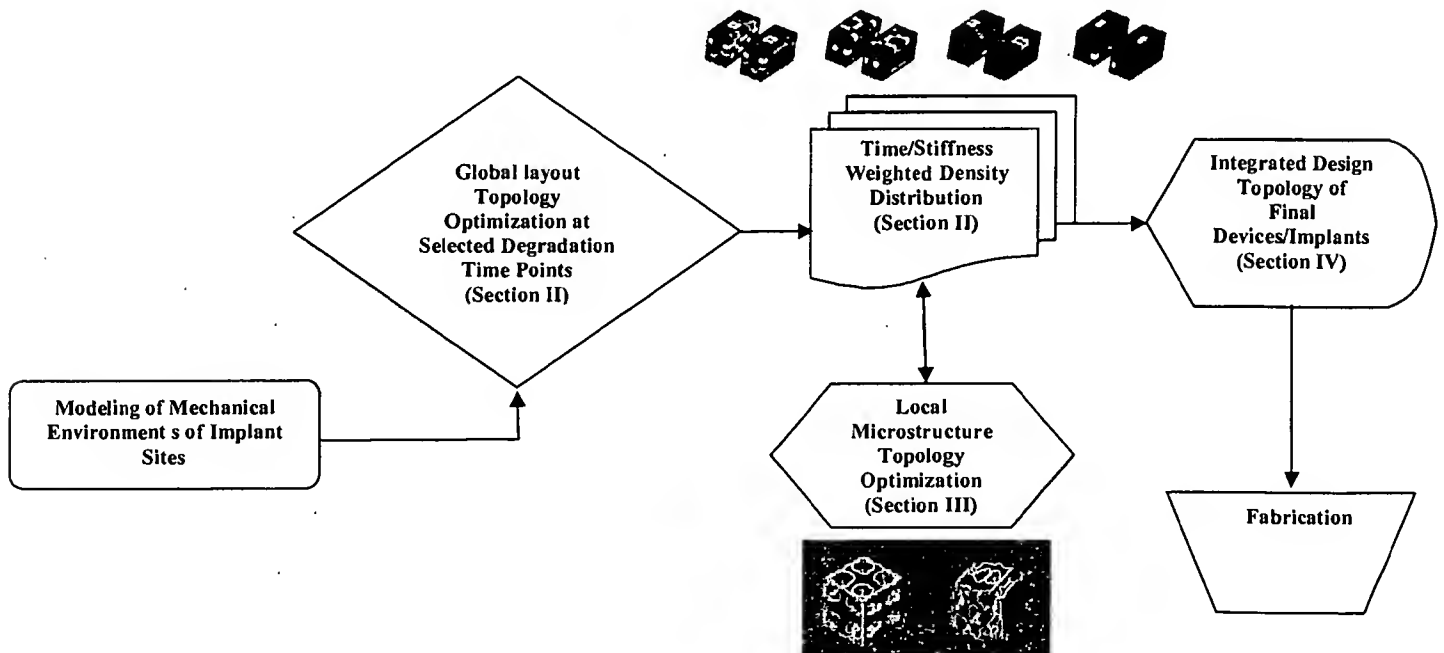 Global layout
Topology
Optimization at
Selected Degradation
Time Points
(Section II)
Time/Stiffness
Weighted Density
Distribution
(Section II)
Integrated Design
Topology of
Final
Devices/Implants
(Section IV)
Modeling of Mechanical
Environment s of Implant
Sites
Local
Microstructure
Topology
Optimization
(Section III)
Fabrication